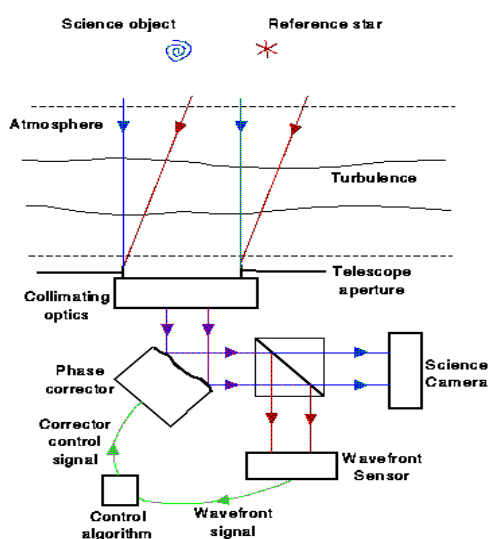 Science object
Reference star
Atmosphere
Turbulence
Telescope
aperture
Collimating
optics
Phase
corrector
Science
Camera
Corrector
control
signal
Wavefront
Sensor
Control
algorithm
Wavefront
signal